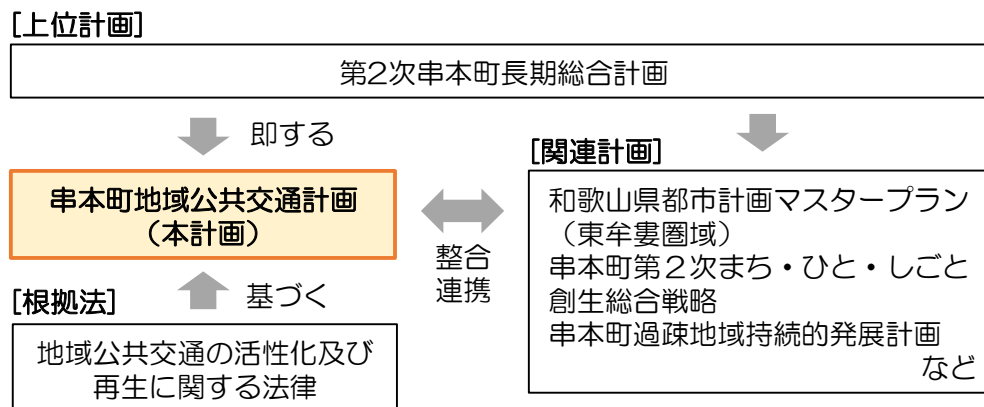 [上位計画]
第2次串本町長期総合計画
即する
[関連計画]
串本町地域公共交通計画
（本計画）
整合
連携
和歌山県都市計画マスタープラン
（東牟婁圏域）
串本町第２次まち・ひと・しごと
創生総合戦略
串本町過疎地域持続的発展計画
など
[根拠法]
基づく
地域公共交通の活性化及び
再生に関する法律